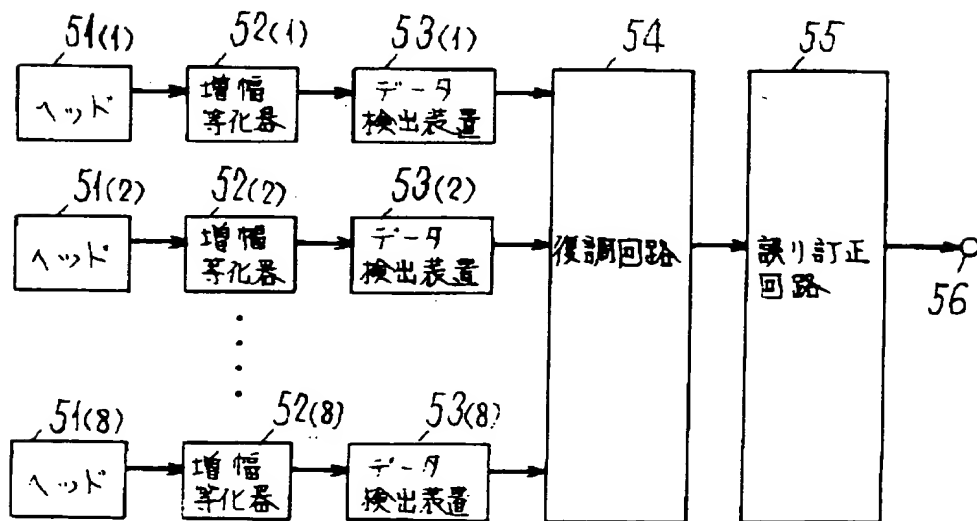 51(1)
52(1)
53(1)
54
55
ヘッド
増幅
等化器
データ
検出装置
51(2)
52(2)
53(2)
ヘッド
増幅
等化器
データ
検出装置
復調回路
誤り訂正
回路
56
51(8)
52(8)
53(8)
ヘッド
増幅
等化器
データ
検出装置